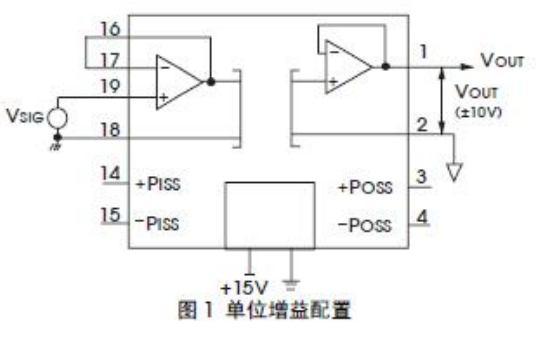 16
17
19
18
VSIG
1
VOUT
VOUT
(±10V)
2
14
+PISS
15
-PISS
+POSS
3
-POSS
4
+15V
图 1 单位增益配置